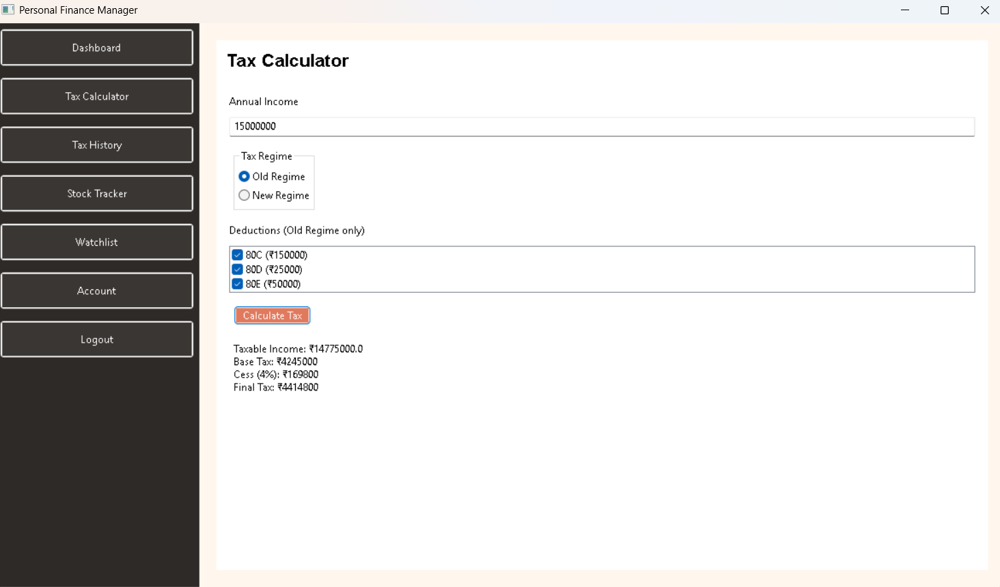 Personal Finance Manager
Dashboard
Tax Calculator
Tax History
Stock Tracker
Watchlist
Account
Logout
Tax Calculator
Annual Income
15000000
Tax Regime
Old Regime
New Regime
Deductions (Old Regime only)
80C (₹150000)
80D (₹25000)
80E (₹50000)
Calculate Tax
Taxable Income: ₹14775000.0
Base Tax: ₹4245000
Cess (4%): ₹169800
Final Tax: ₹4414800